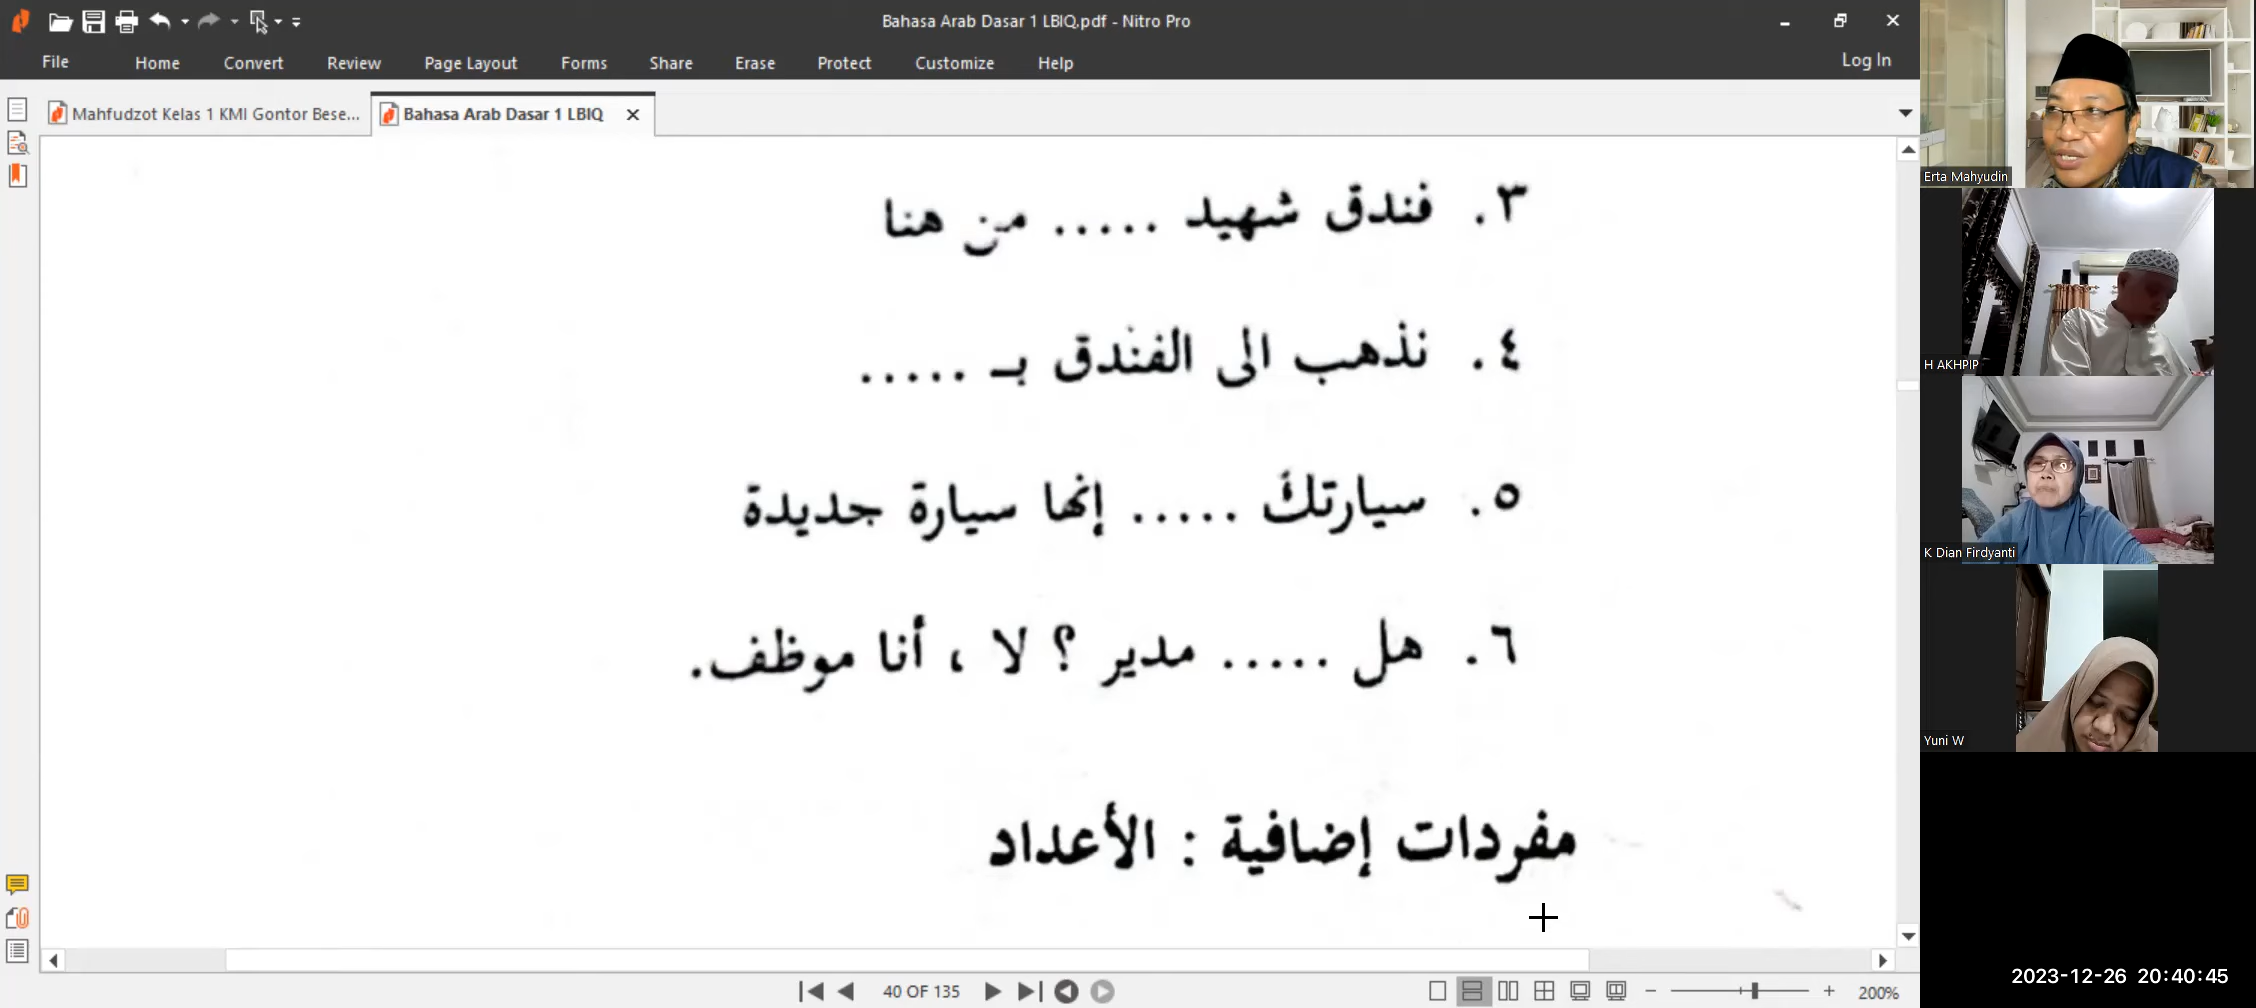 Bahasa Arab Dasar 1 LBIQ.pdf - Nitro Pro
File Home Convert Review Page Layout Forms Share Erase Protect Customize Help Log In
Mahfudzot Kelas 1 KMI Gontor Bese... Bahasa Arab Dasar 1 LBIQ
٣. فندق شهيد ..... من هنا
٤. نذهب الى الفندق بـ .....
٥. سيارتك ..... إنها سيارة جديدة
٦. هل ..... مدير ؟ لا ، أنا موظف.
مفردات إضافية : الأعداد
40 OF 135
200%
Erta Mahyudin
H AKHPIP
K Dian Firdyanti
Yuni W
2023-12-26 20:40:45